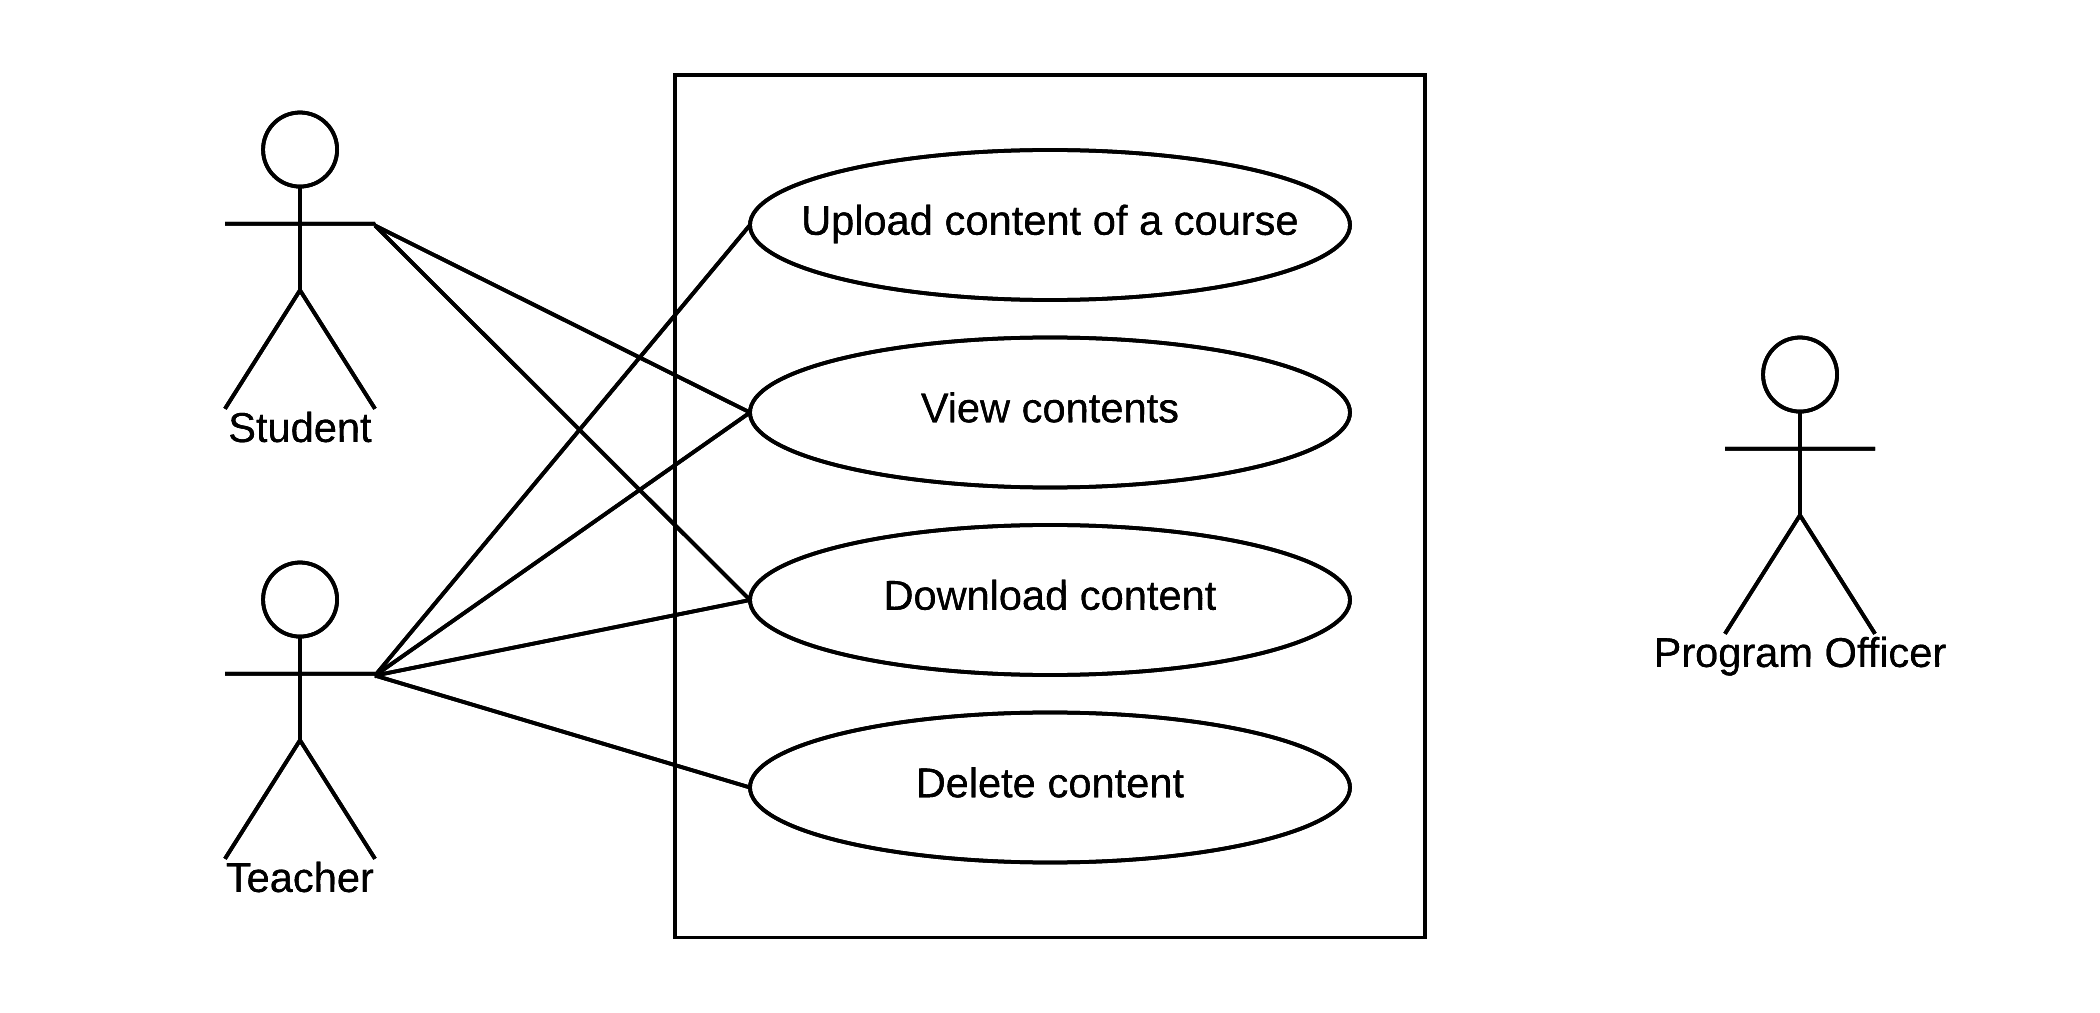 Upload content of a course
Student
View contents
Download content
Program Officer
Delete content
Teacher